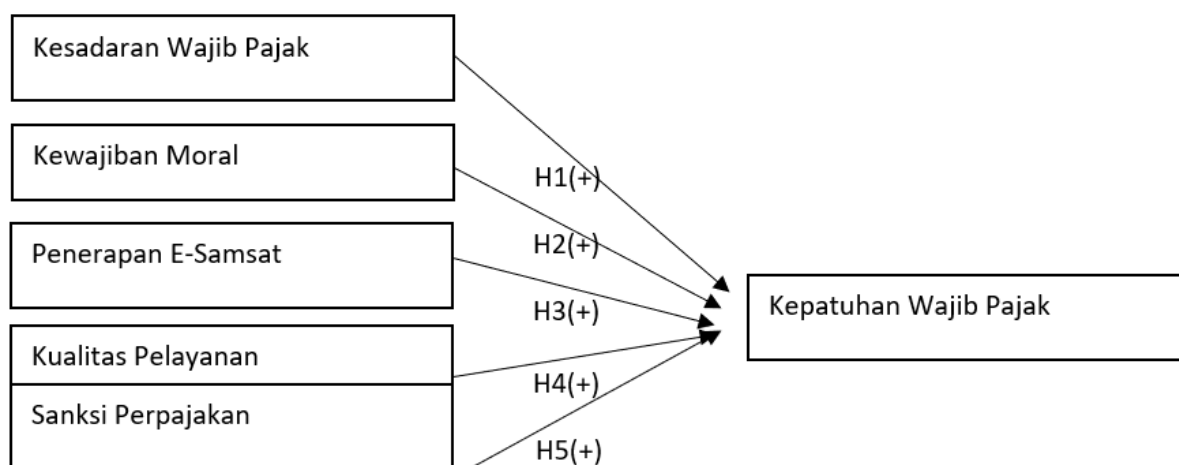 Kesadaran Wajib Pajak
Kewajiban Moral
H1(+)
Penerapan E-Samsat
H2(+)
H3(+)
Kepatuhan Wajib Pajak
Kualitas Pelayanan
H4(+)
Sanksi Perpajakan
H5(+)